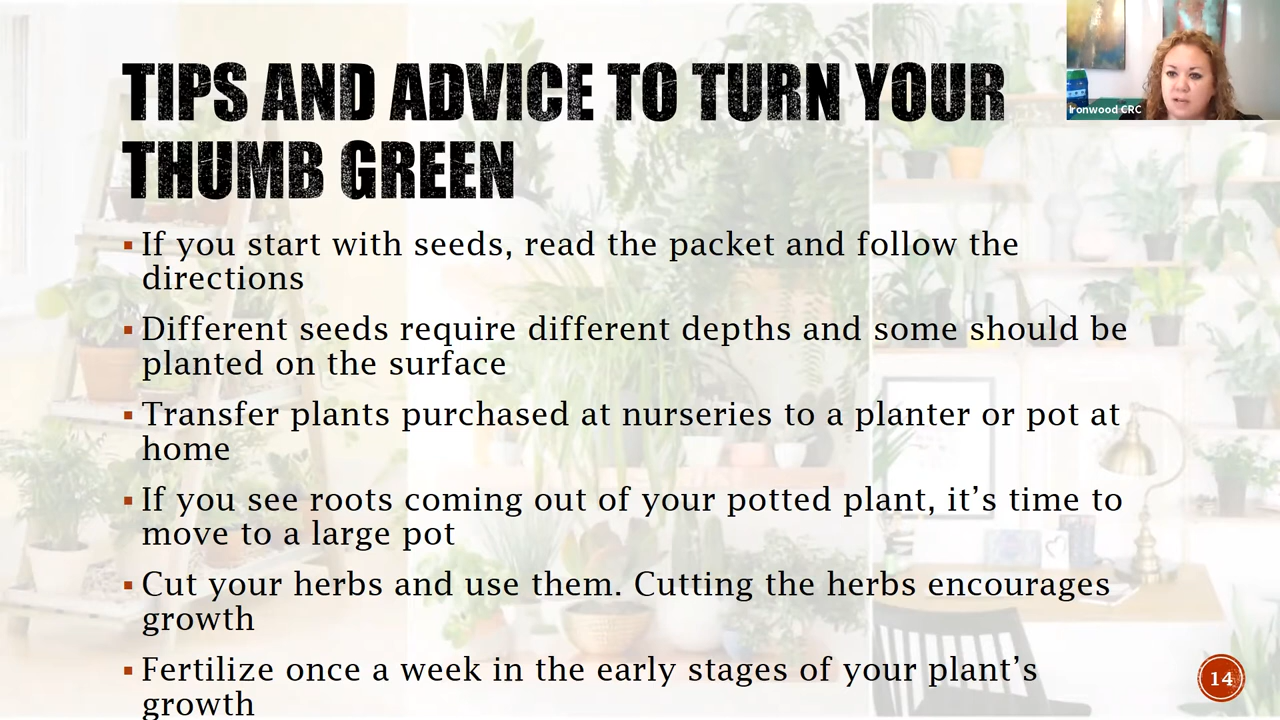 TIPS AND ADVICE TO TURN YOUR
THUMB GREEN
Ironwood CRC
▪ If you start with seeds, read the packet and follow the
directions
▪ Different seeds require different depths and some should be
planted on the surface
▪ Transfer plants purchased at nurseries to a planter or pot at
home
▪ If you see roots coming out of your potted plant, it’s time to
move to a large pot
▪ Cut your herbs and use them. Cutting the herbs encourages
growth
▪ Fertilize once a week in the early stages of your plant’s
growth
14